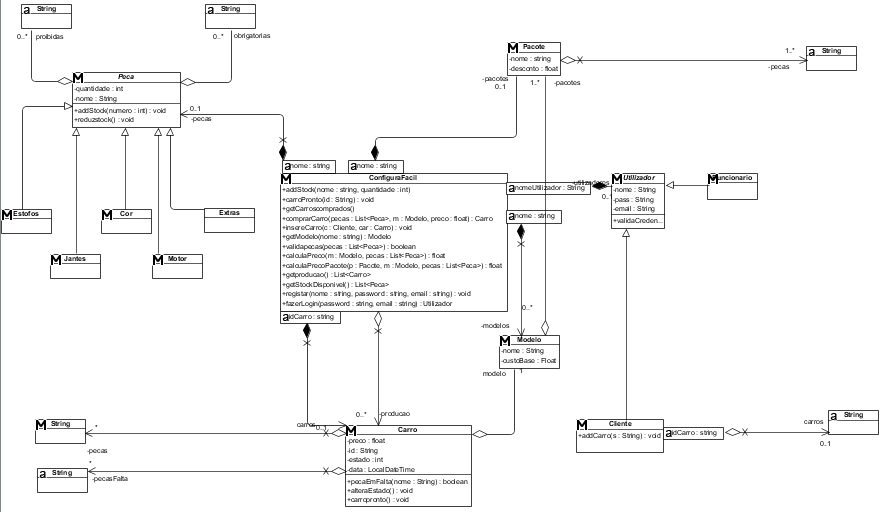 String
String
0..*
proibidas
0..*
obrigatorias
Pacote
-nome : string
-desconto : float
1..*
String
-pecas
Peca
-quantidade : int
-nome : String
+addStock(numero : int) : void
+reduzstock() : void
-pacotes
0..1
1..*
-pacotes
0..1
-pecas
nome : string
nome : string
ConfiguraFacil
+addStock(nome : string, quantidade : int)
+carroPronto(id : String) : void
+getCarroscomprados()
+comprarCarro(pecas : List<Peca>, m : Modelo, preco : float) : Carro
+insereCarro(c : Cliente, car : Carro) : void
+getModelo(nome : string) : Modelo
+validapecas(pecas : List<Peca>) : boolean
+calculaPreco(m : Modelo, pecas : List<Peca>) : float
+calculaPrecoPacote(p : Pacote, m : Modelo, pecas : List<Peca>) : float
+getproducao() : List<Carro>
+getStockDisponivel() : List<Peca>
+registar(nome : string, password : string, email : string) : void
+fazerLogin(password : string, email : string) : Utilizador
nomeUtilizador : String
nome : string
0..
Utilizador
-nome : String
-pass : String
-email : String
+validaCreden...
Funcionario
Estofos
Cor
Extras
Jantes
Motor
idCarro : string
0..*
-modelos
Modelo
-nome : String
-custoBase : Float
modelo
1
0..*
-producao
carros
0..1
Carro
-preco : float
-id : String
-estado : int
-data : LocalDateTime
+pecaEmFalta(nome : String) : boolean
+alteraEstado() : void
+carropronto() : void
String
*
-pecas
String
*
-pecasFalta
Cliente
+addCarro(s : String) : void
idCarro : string
carros
0..1
String